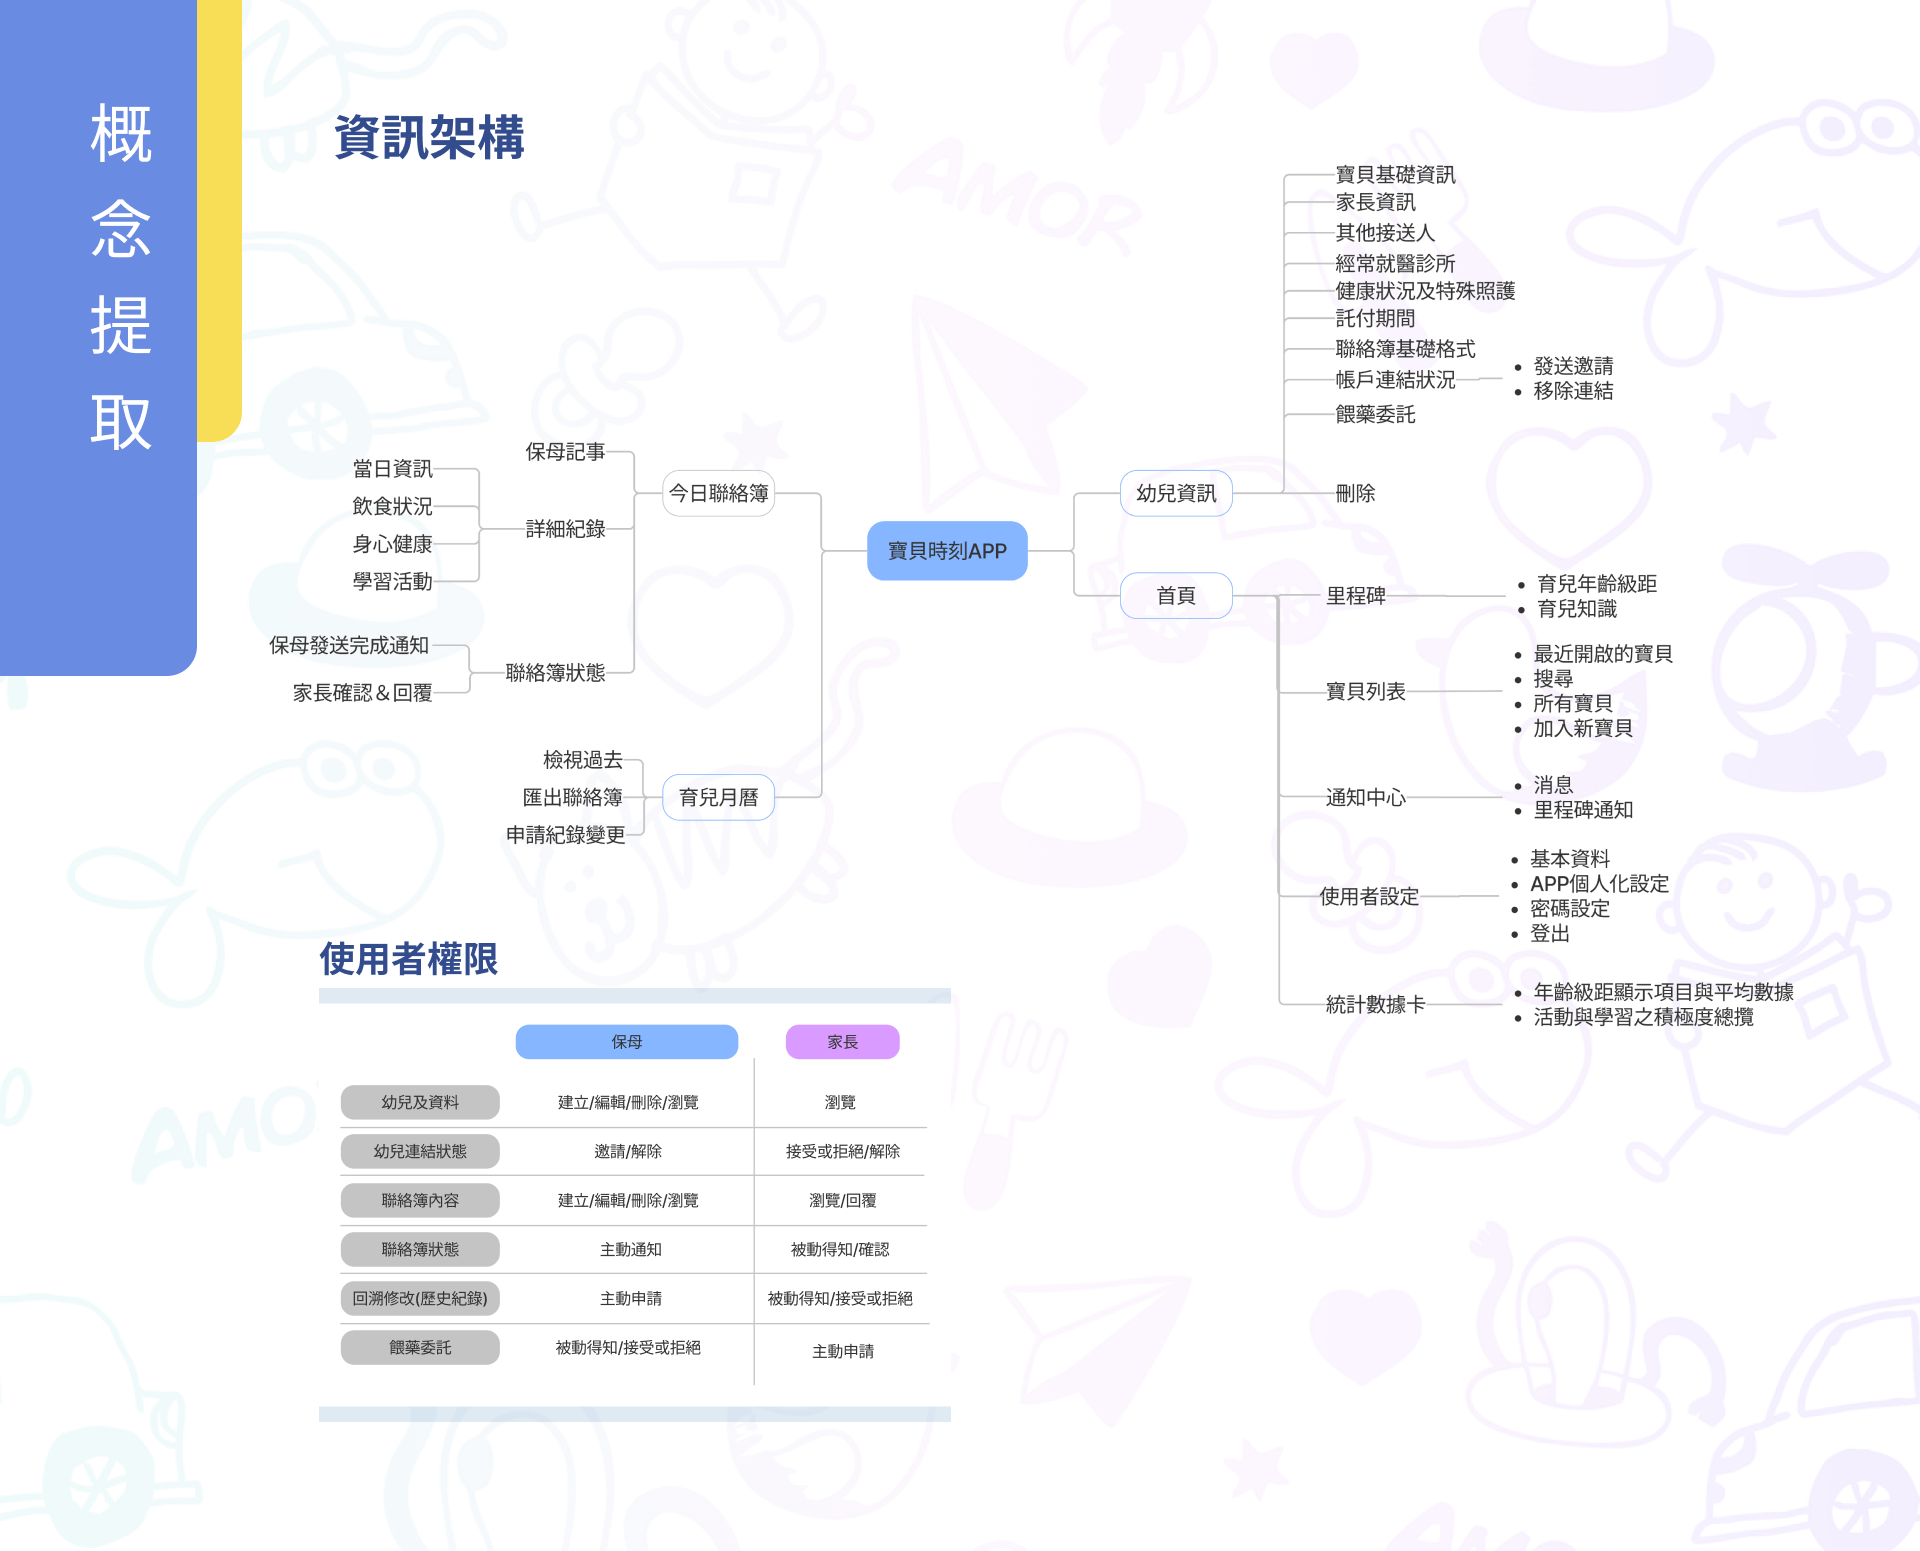 概念提取
資訊架構
寶貝時刻APP
今日聯絡簿
保母記事
詳細紀錄
當日資訊
飲食狀況
身心健康
學習活動
聯絡簿狀態
保母發送完成通知
家長確認＆回覆
育兒月曆
檢視過去
匯出聯絡簿
申請紀錄變更
幼兒資訊
寶貝基礎資訊
家長資訊
其他接送人
經常就醫診所
健康狀況及特殊照護
託付期間
聯絡簿基礎格式
帳戶連結狀況
• 發送邀請
• 移除連結
餵藥委託
刪除
首頁
里程碑
• 育兒年齡級距
• 育兒知識
寶貝列表
• 最近開啟的寶貝
• 搜尋
• 所有寶貝
• 加入新寶貝
通知中心
• 消息
• 里程碑通知
使用者設定
• 基本資料
• APP個人化設定
• 密碼設定
• 登出
統計數據卡
• 年齡級距顯示項目與平均數據
• 活動與學習之積極度總攬
使用者權限
保母 家長
幼兒及資料 建立/編輯/刪除/瀏覽 瀏覽
幼兒連結狀態 邀請/解除 接受或拒絕/解除
聯絡簿內容 建立/編輯/刪除/瀏覽 瀏覽/回覆
聯絡簿狀態 主動通知 被動得知/確認
回溯修改(歷史紀錄) 主動申請 被動得知/接受或拒絕
餵藥委託 被動得知/接受或拒絕 主動申請
AMOR
AMO
AMOR